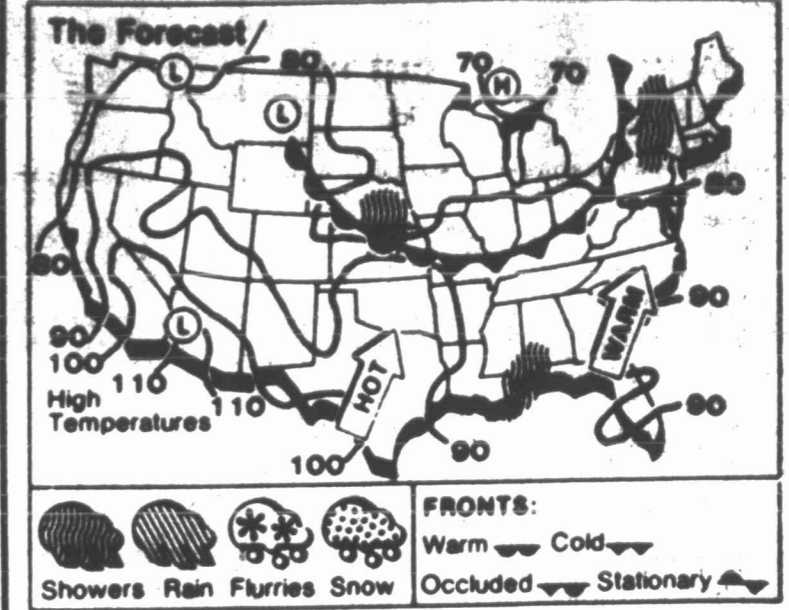 The Forecast
L
80
70
H
70
L
80
60
90
WARM
90
L
100
110
High
Temperatures
110
HOT
90
100
90
FRONTS:
Warm Cold
Showers Rain Flurries Snow
Occluded Stationary